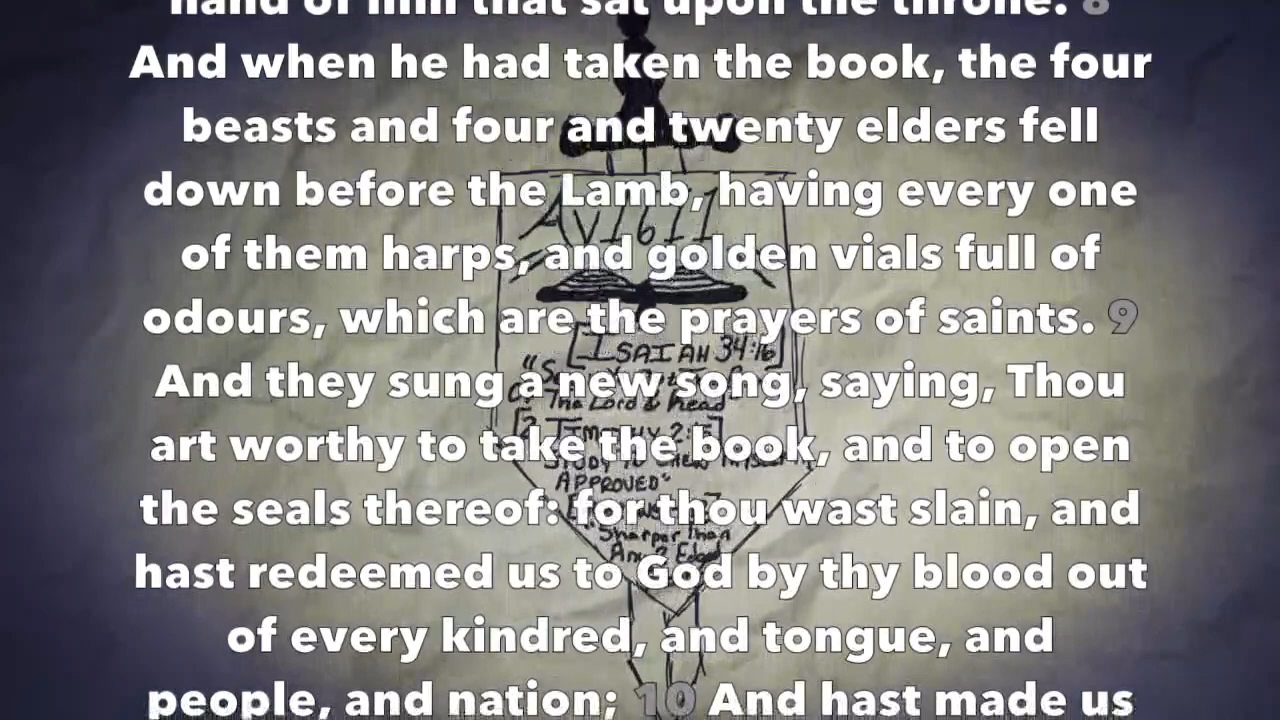 hand of him that sat upon the throne. 8
And when he had taken the book, the four
beasts and four and twenty elders fell
down before the Lamb, having every one
of them harps, and golden vials full of
odours, which are the prayers of saints. 9
And they sung a new song, saying, Thou
art worthy to take the book, and to open
the seals thereof: for thou wast slain, and
hast redeemed us to God by thy blood out
of every kindred, and tongue, and
people, and nation; 10 And hast made us
AV1611
[ISAIAH 34:16]
The Lord & Read"
[2 TIMOTHY 2:15]
STUDY TO SHEW
APPROVED"
Sharper than
Any 2 Edged